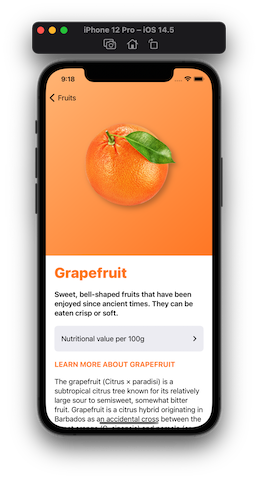 iPhone 12 Pro – iOS 14.5
9:18
Fruits
Grapefruit
Sweet, bell-shaped fruits that have been
enjoyed since ancient times. They can be
eaten crisp or soft.
Nutritional value per 100g
LEARN MORE ABOUT GRAPEFRUIT
The grapefruit (Citrus × paradisi) is a
subtropical citrus tree known for its relatively
large sour to semisweet, somewhat bitter
fruit. Grapefruit is a citrus hybrid originating in
Barbados as an accidental cross between the